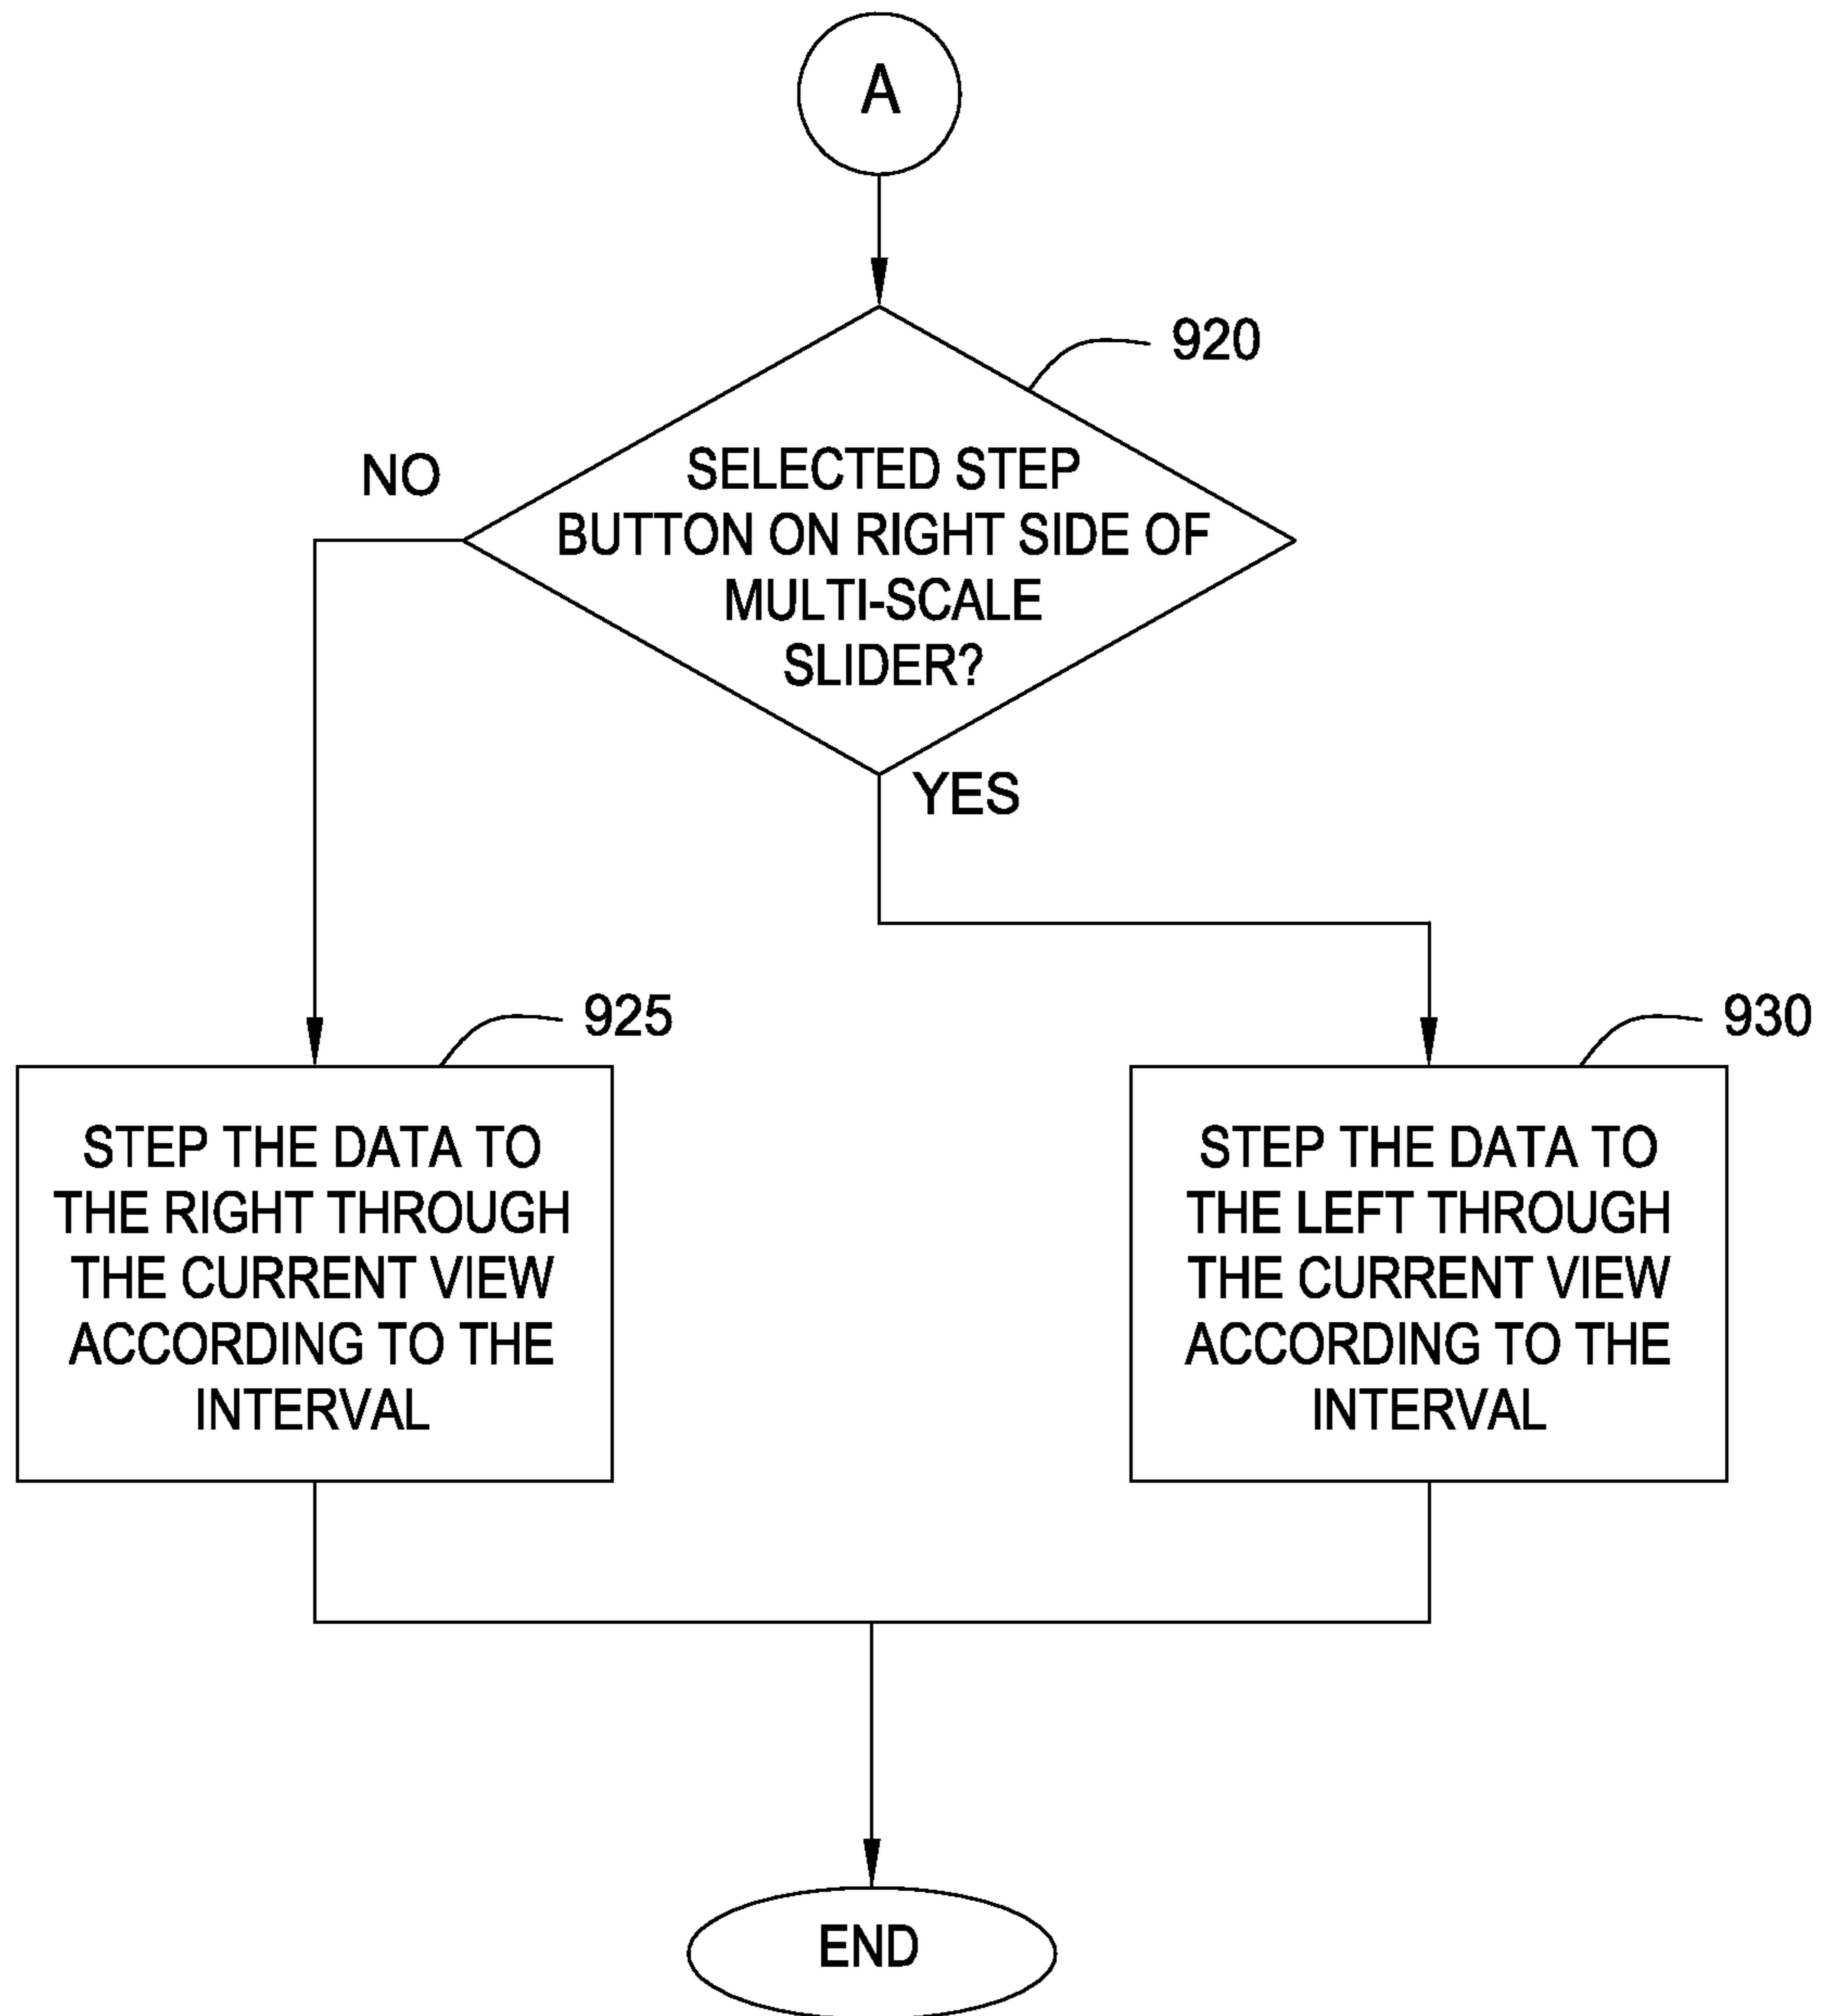 A
920
NO
SELECTED STEP
BUTTON ON RIGHT SIDE OF
MULTI-SCALE
SLIDER?
YES
925
STEP THE DATA TO
THE RIGHT THROUGH
THE CURRENT VIEW
ACCORDING TO THE
INTERVAL
930
STEP THE DATA TO
THE LEFT THROUGH
THE CURRENT VIEW
ACCORDING TO THE
INTERVAL
END